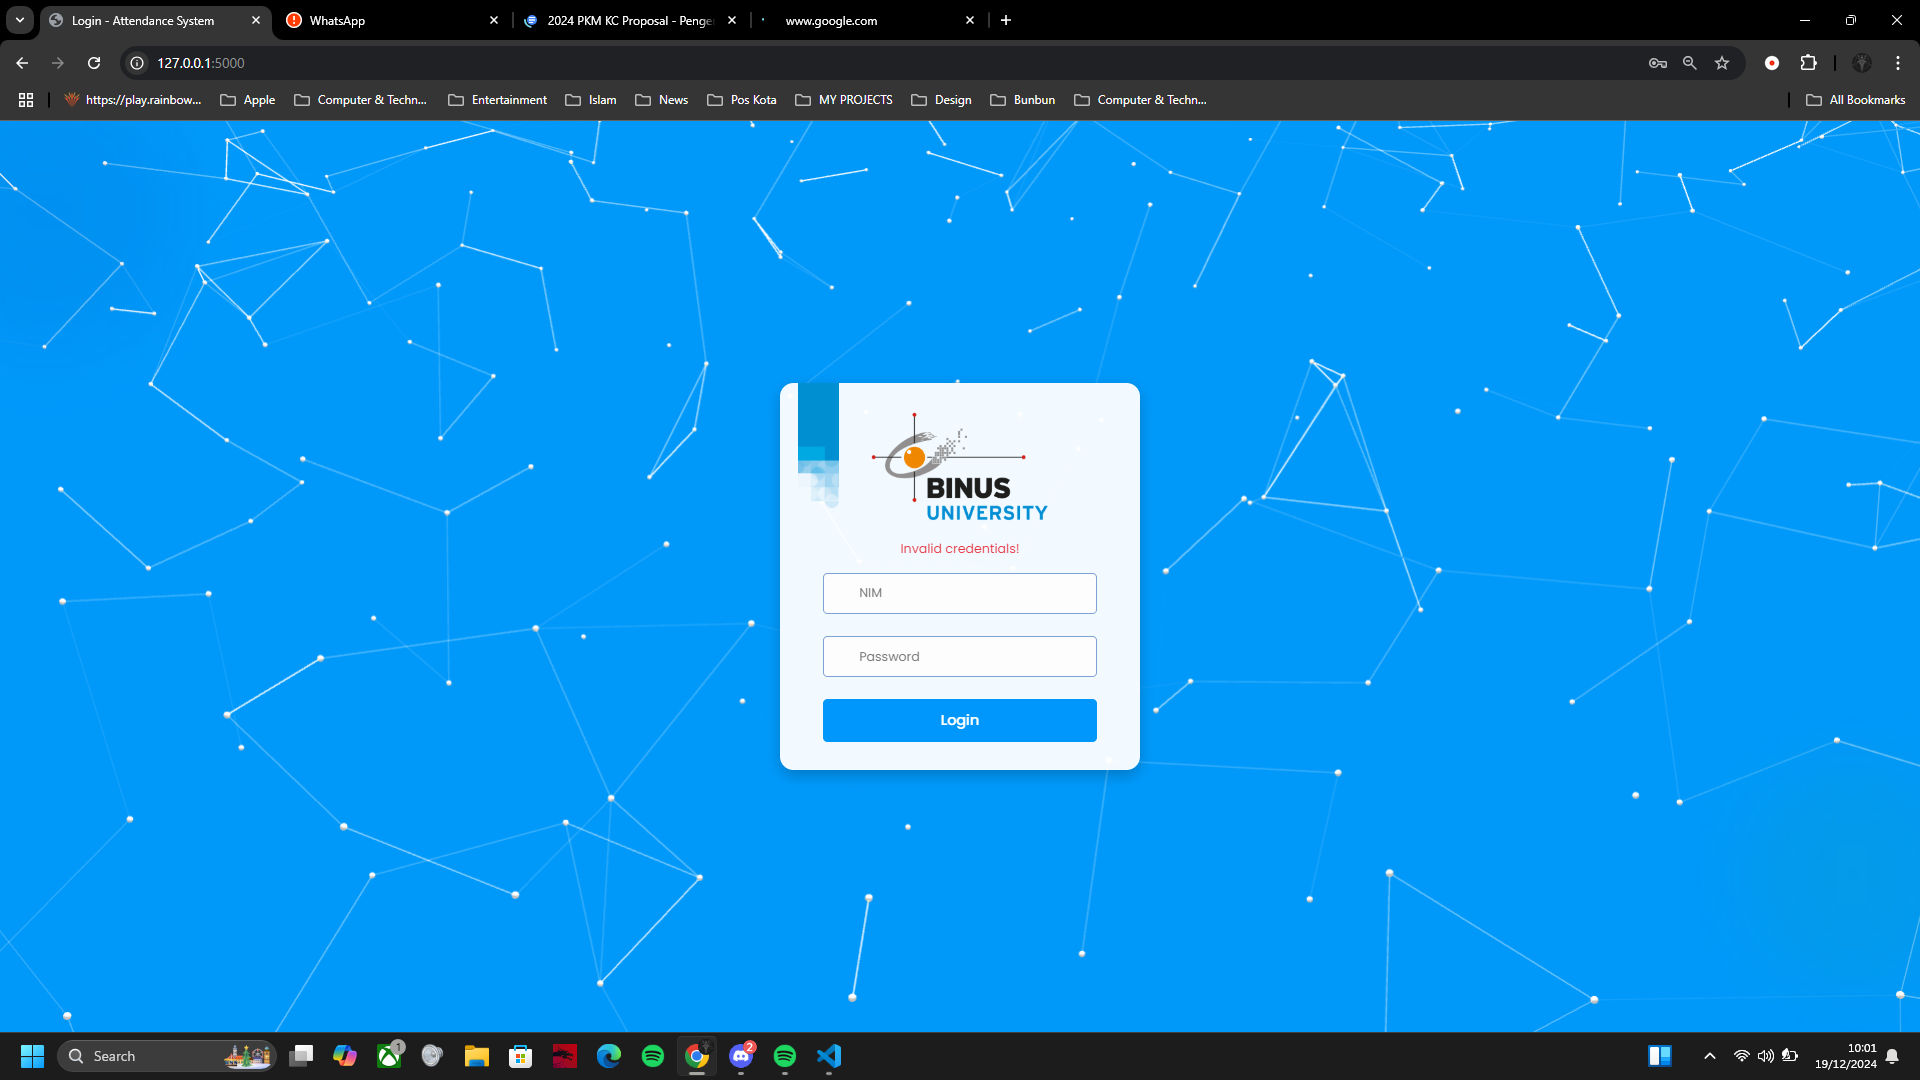 Login - Attendance System
WhatsApp
2024 PKM KC Proposal - Penge
www.google.com
127.0.0.1:5000
https://play.rainbow...
Apple
Computer & Techn...
Entertainment
Islam
News
Pos Kota
MY PROJECTS
Design
Bunbun
Computer & Techn...
All Bookmarks
BINUS
UNIVERSITY
Invalid credentials!
NIM
Password
Login
Search
1
2
10:01
19/12/2024